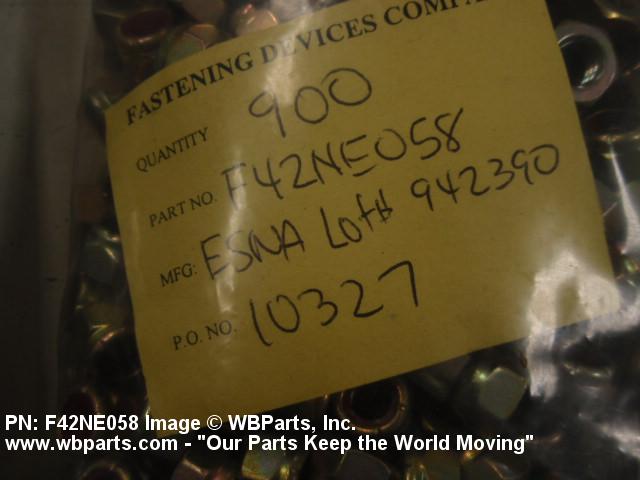 FASTENING DEVICES COMPA
QUANTITY 900
PART NO. F42NE058
MFG: ESNA Lot# 942390
P.O. NO. 10327
PN: F42NE058 Image © WBParts, Inc.
www.wbparts.com - "Our Parts Keep the World Moving"